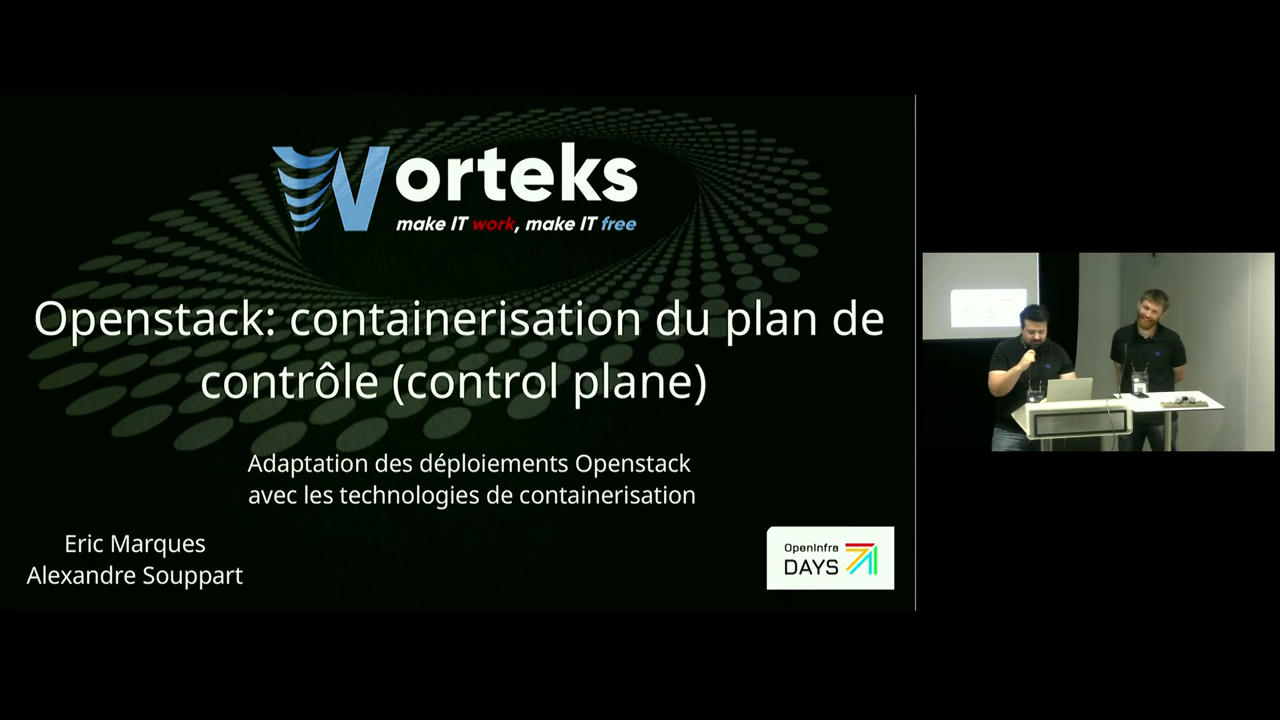 Worteks
make IT work, make IT free
Openstack: containerisation du plan de
contrôle (control plane)
Adaptation des déploiements Openstack
avec les technologies de containerisation
Eric Marques
Alexandre Souppart
OpenInfra
DAYS